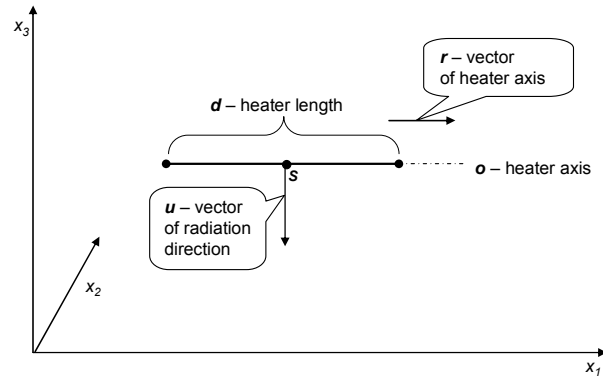 x3
r – vector
of heater axis
d – heater length
S
o – heater axis
u – vector
of radiation
direction
x2
x1